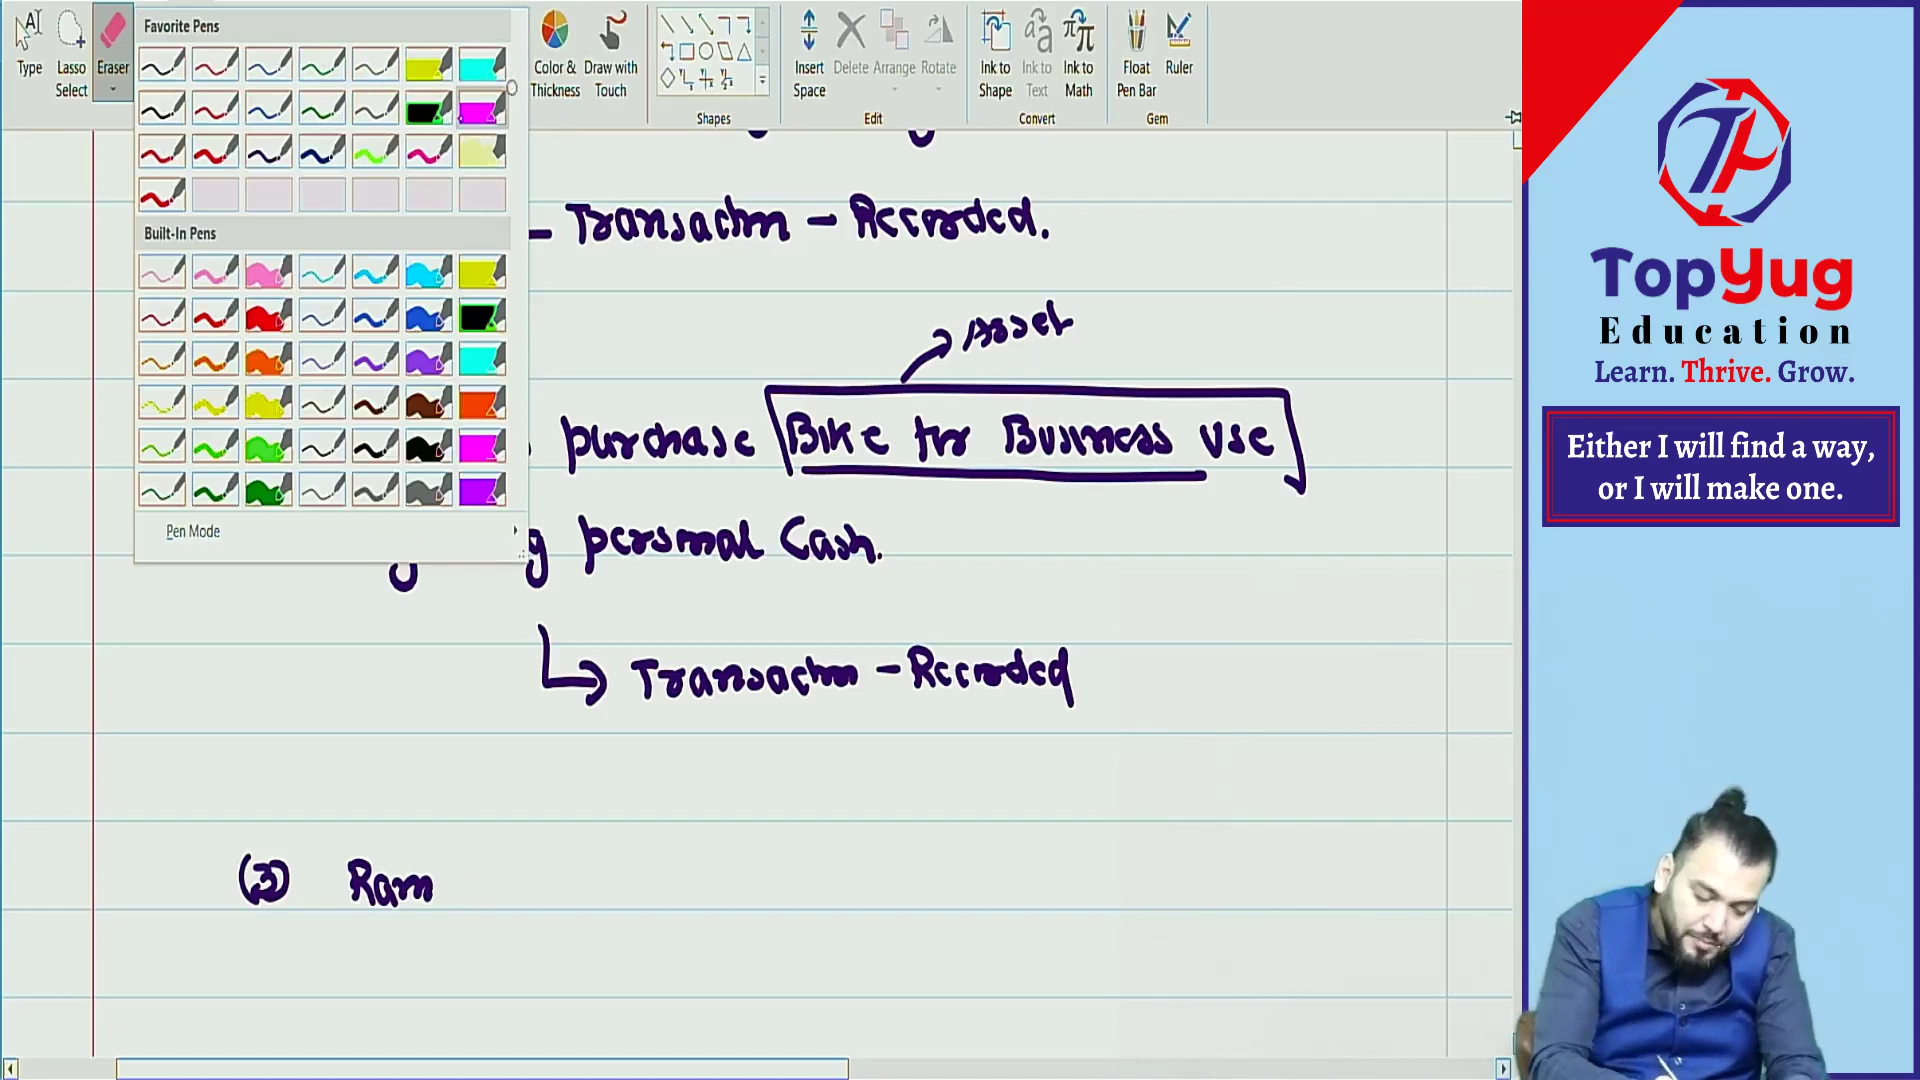 Favorite Pens
Type
Lasso Select
Eraser
Color & Thickness
Draw with Touch
Insert Space
Delete
Arrange
Rotate
Ink to Shape
Ink to Text
Ink to Math
Float Pen Bar
Ruler
Shapes
Edit
Convert
Gem
Built-In Pens
Pen Mode
– Transaction – Recorded.
Asset
purchase Bike for Business use
personal Cash.
Transaction – Recorded
(3) Ram
TopYug
Education
Learn. Thrive. Grow.
Either I will find a way,
or I will make one.